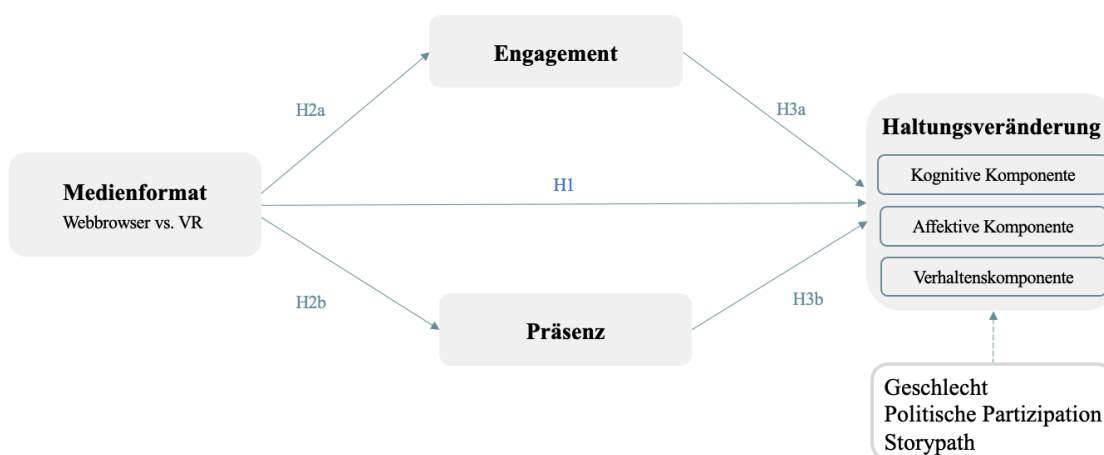 Engagement
H2a
H3a
Haltungsveränderung
Kognitive Komponente
Medienformat
Webbrowser vs. VR
H1
Affektive Komponente
Verhaltenskomponente
H2b
H3b
Präsenz
Geschlecht
Politische Partizipation
Storypath